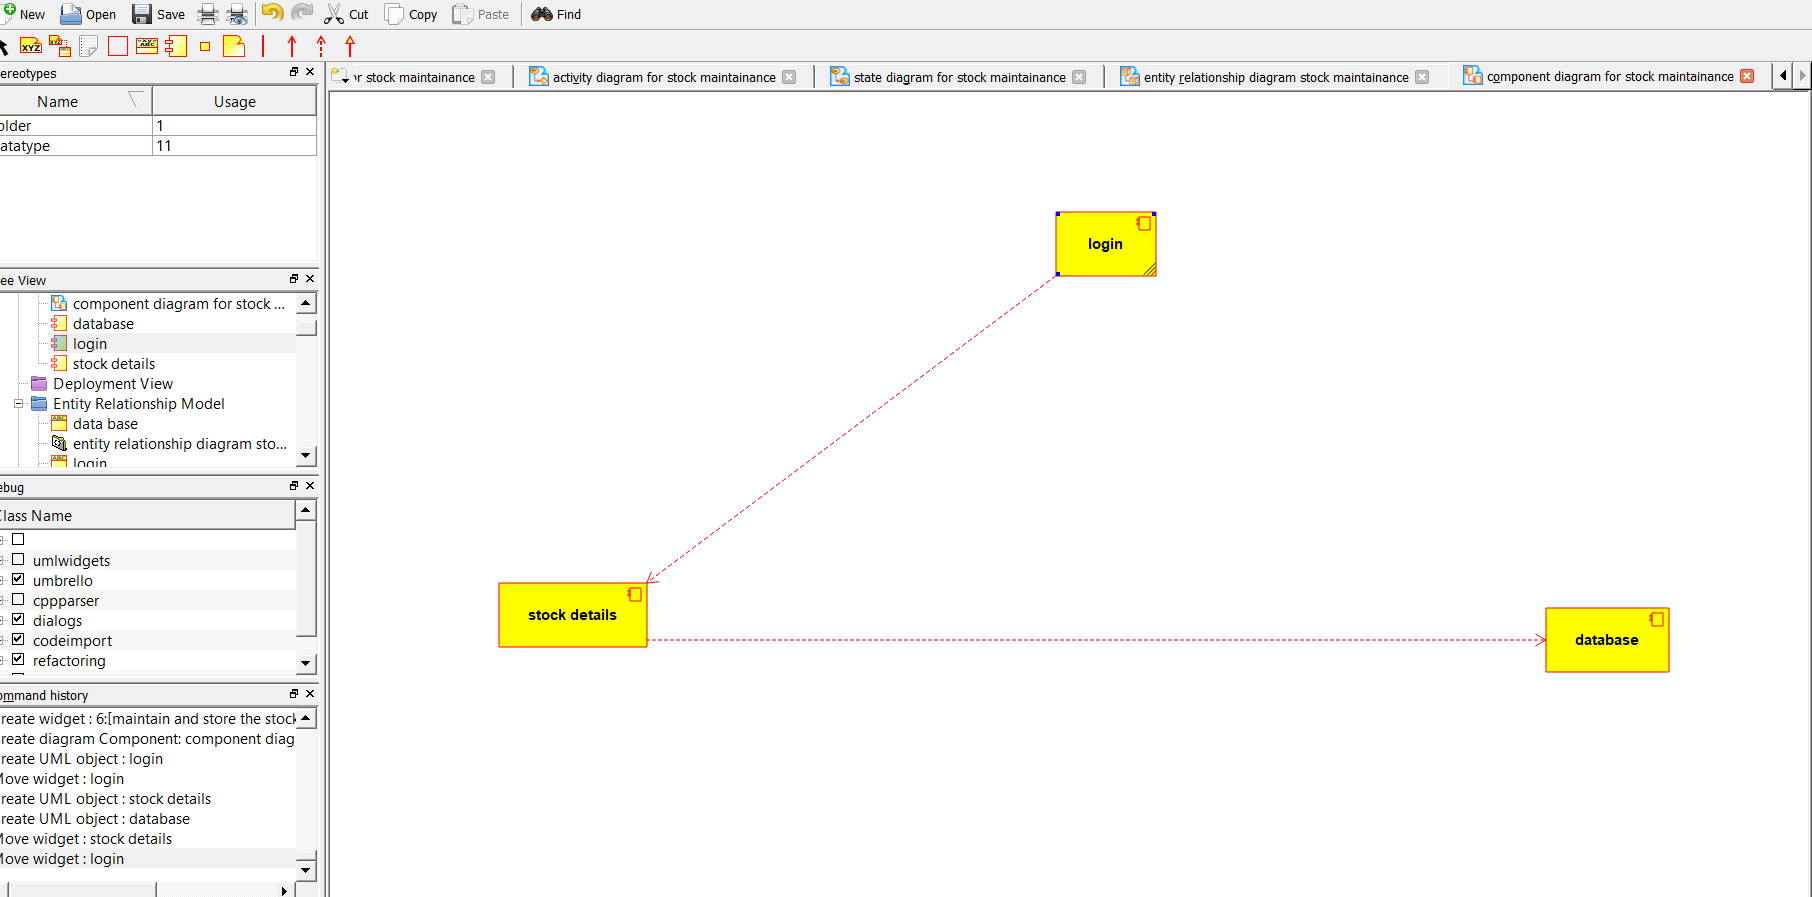 New Open Save Cut Copy Paste Find
XYZ XYZ ABC
ereotypes
Name Usage
older 1
atatype 11
or stock maintainance
activity diagram for stock maintainance
state diagram for stock maintainance
entity relationship diagram stock maintainance
component diagram for stock maintainance
ee View
component diagram for stock ...
database
login
stock details
Deployment View
Entity Relationship Model
data base
entity relationship diagram sto...
login
ebug
Class Name
umlwidgets
umbrello
cppparser
dialogs
codeimport
refactoring
ommand history
reate widget : 6:[maintain and store the stock
reate diagram Component: component diag
reate UML object : login
Move widget : login
reate UML object : stock details
reate UML object : database
Move widget : stock details
Move widget : login
login
stock details
database